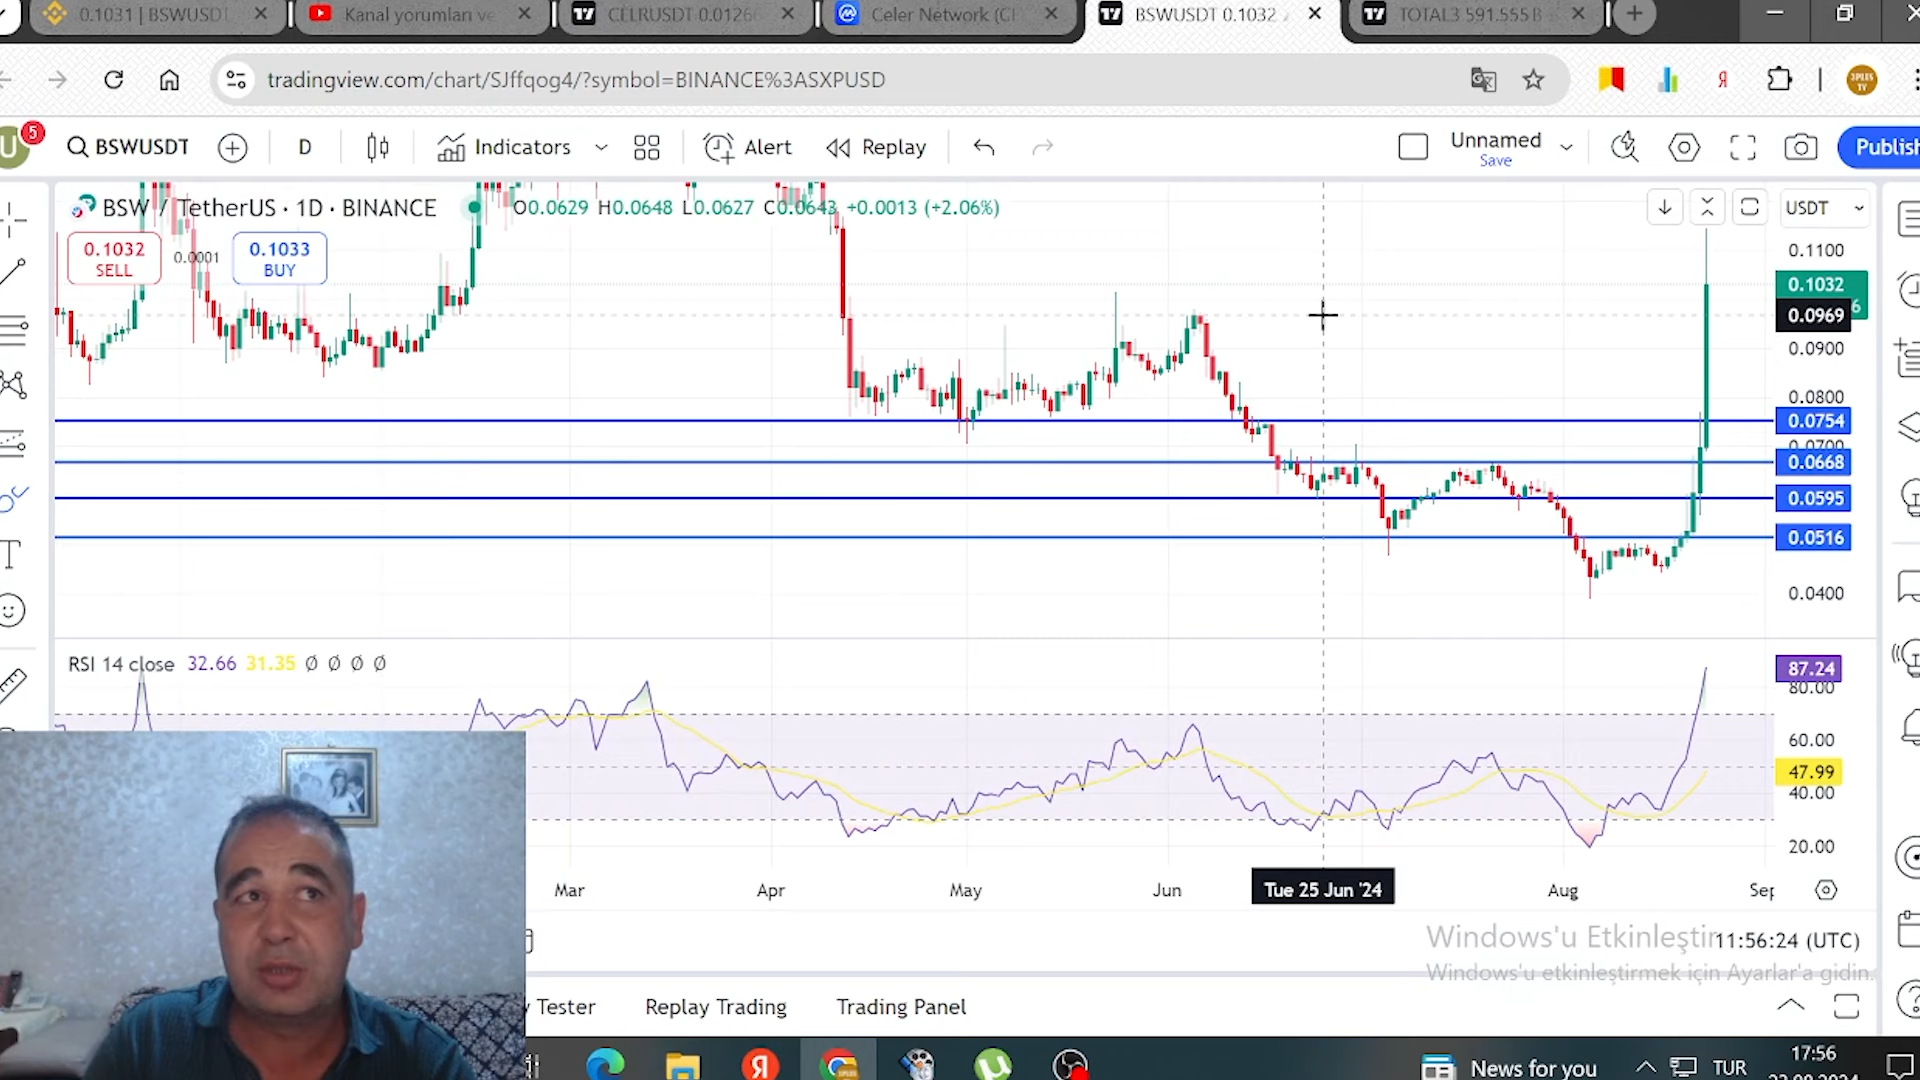 0.1031 | BSWUSDT
Kanal yorumları ve
CELRUSDT 0.0126
Celer Network (CE
BSWUSDT 0.1032
TOTAL3 591.555 B
tradingview.com/chart/SJffqog4/?symbol=BINANCE%3ASXPUSD
U 5
BSWUSDT
D
Indicators
Alert
Replay
Unnamed
Save
Publish
BSW / TetherUS · 1D · BINANCE
O0.0629 H0.0648 L0.0627 C0.0643 +0.0013 (+2.06%)
USDT
0.1032
SELL
0.0001
0.1033
BUY
0.1100
0.1032
0.0969
0.0900
0.0800
0.0754
0.0700
0.0668
0.0595
0.0516
0.0400
RSI 14 close 32.66 31.35 Ø Ø Ø Ø
87.24
80.00
60.00
47.99
40.00
20.00
Mar
Apr
May
Jun
Tue 25 Jun '24
Aug
Sep
Windows'u Etkinleştir
11:56:24 (UTC)
Windows'u etkinleştirmek için Ayarlar'a gidin.
y Tester
Replay Trading
Trading Panel
News for you
TUR
17:56